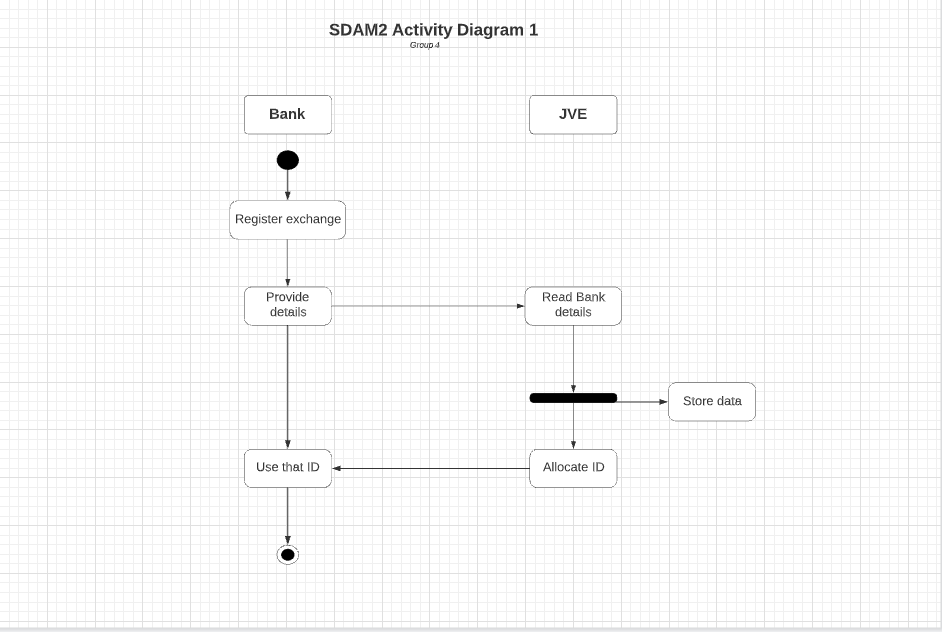 SDAM2 Activity Diagram 1
Group 4
Bank
JVE
Register exchange
Provide
details
Read Bank
details
Store data
Use that ID
Allocate ID